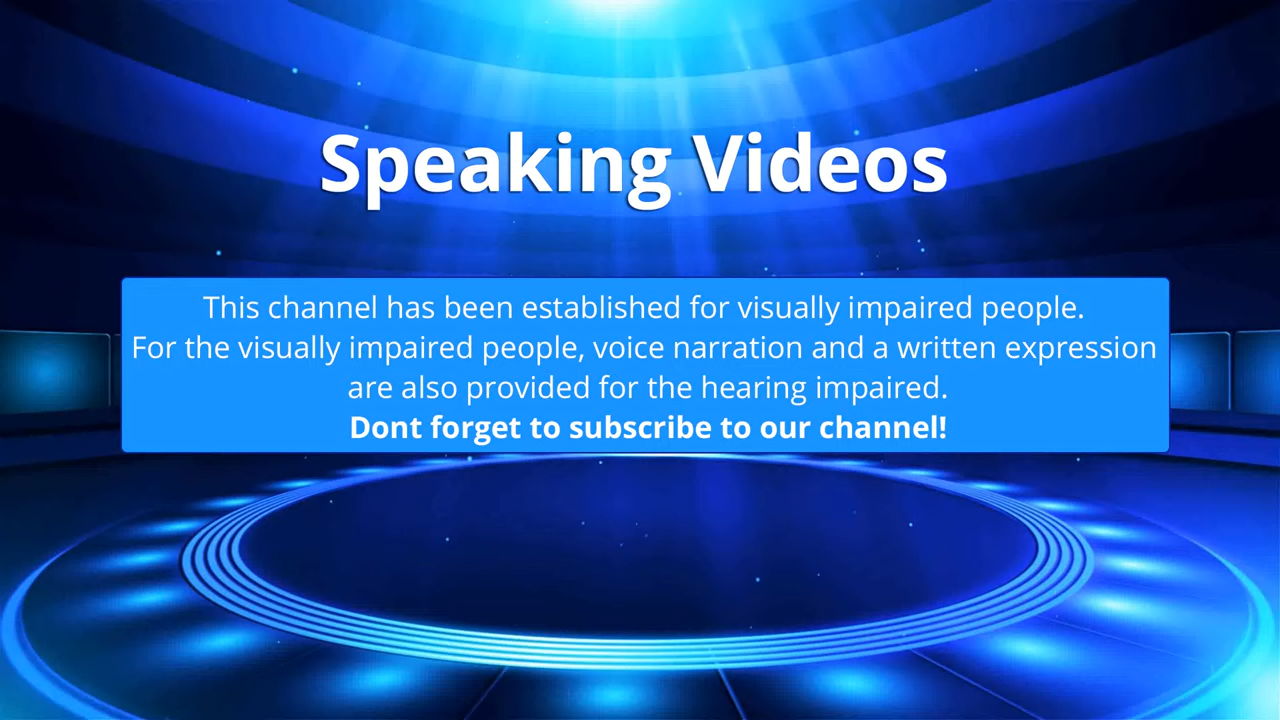 Speaking Videos
This channel has been established for visually impaired people.
For the visually impaired people, voice narration and a written expression
are also provided for the hearing impaired.
Dont forget to subscribe to our channel!